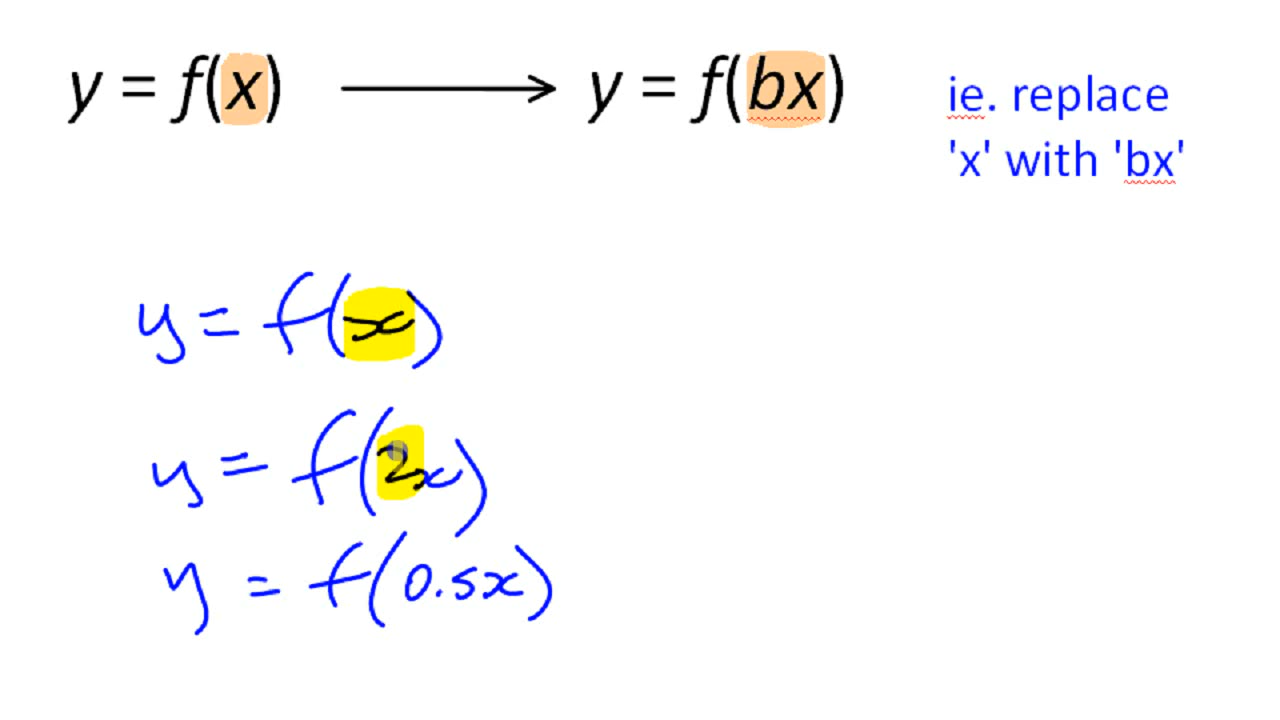 y = f(x) ⟶ y = f(bx)
ie. replace
'x' with 'bx'
y = f(x)
y = f(2x)
y = f(0.5x)